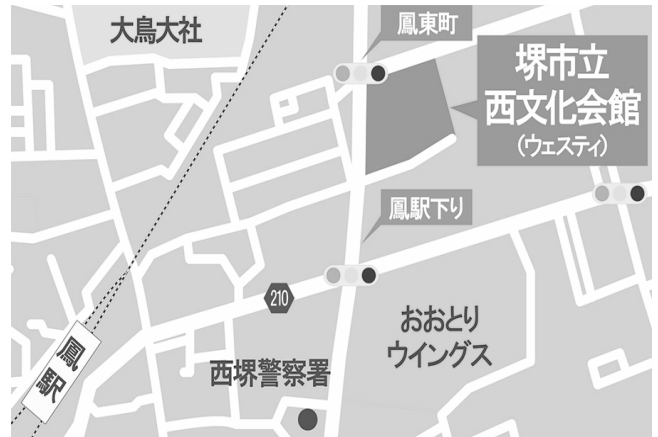 大鳥大社
鳳東町
堺市立
西文化会館
(ウェスティ)
鳳駅下り
210
おおとり
ウイングス
西堺警察署
鳳駅